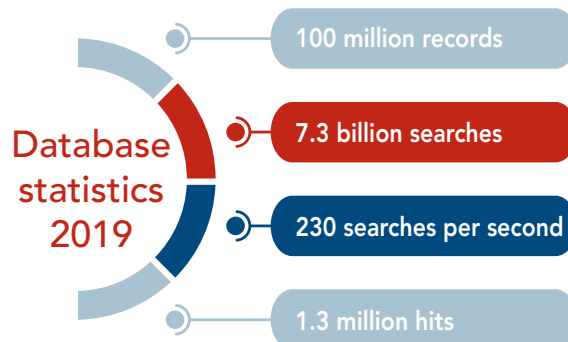 Database
statistics
2019
100 million records
7.3 billion searches
230 searches per second
1.3 million hits